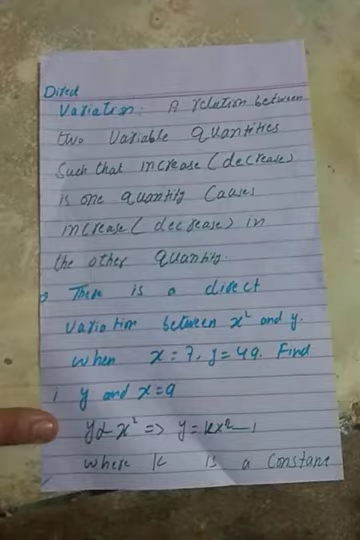 Direct
Variation: A relation between
two variable quantities
Such that increase (decrease)
is one quantity causes
increase (decrease) in
the other quantity.
There is a direct
variation between x² and y.
when x = 7, y = 49. Find
i y and x = 9
y ∝ x² => y = kx² — i
where k is a constant